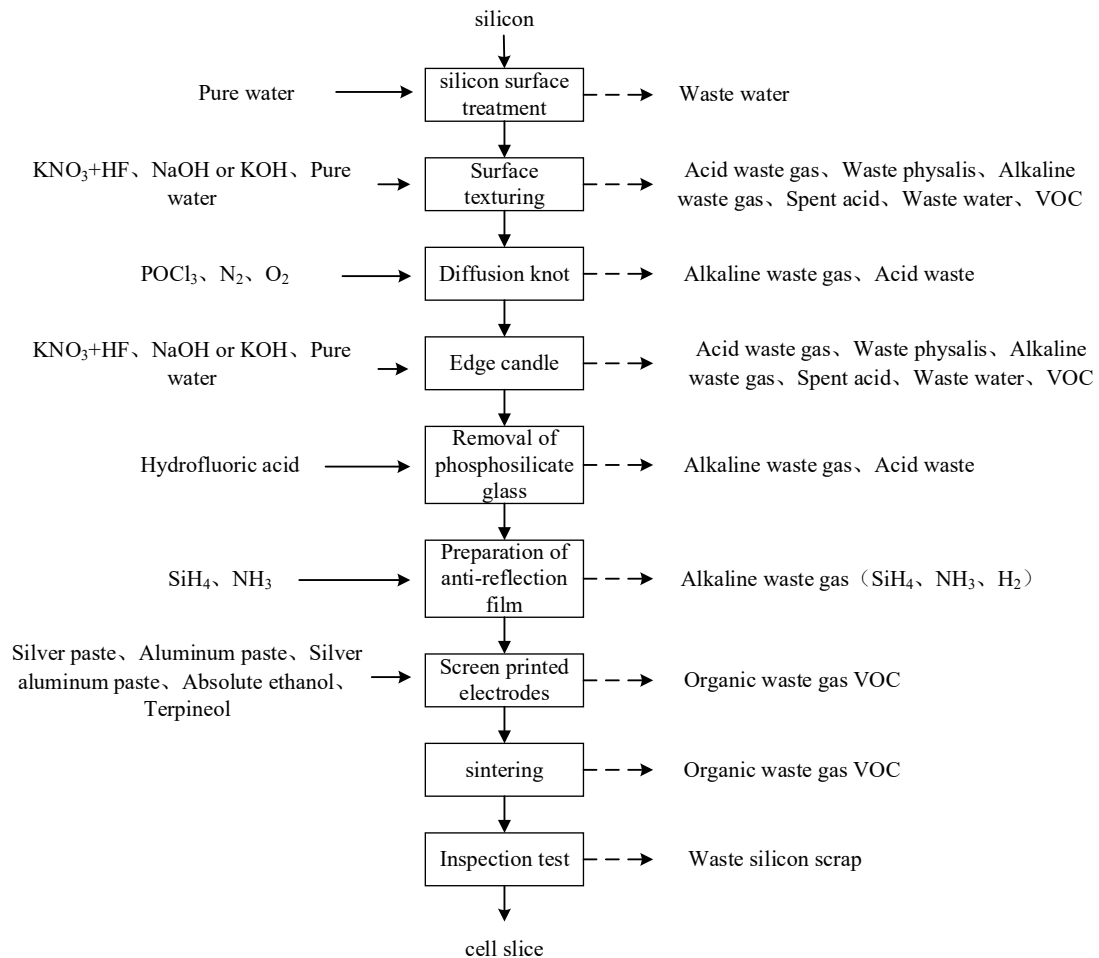 silicon
Pure water
silicon surface
treatment
Waste water
KNO₃+HF、NaOH or KOH、Pure
water
Surface
texturing
Acid waste gas、Waste physalis、Alkaline
waste gas、Spent acid、Waste water、VOC
POCl₃、N₂、O₂
Diffusion knot
Alkaline waste gas、Acid waste
KNO₃+HF、NaOH or KOH、Pure
water
Edge candle
Acid waste gas、Waste physalis、Alkaline
waste gas、Spent acid、Waste water、VOC
Hydrofluoric acid
Removal of
phosphosilicate
glass
Alkaline waste gas、Acid waste
SiH₄、NH₃
Preparation of
anti-reflection
film
Alkaline waste gas（SiH₄、NH₃、H₂）
Silver paste、Aluminum paste、Silver
aluminum paste、Absolute ethanol、
Terpineol
Screen printed
electrodes
Organic waste gas VOC
sintering
Organic waste gas VOC
Inspection test
Waste silicon scrap
cell slice